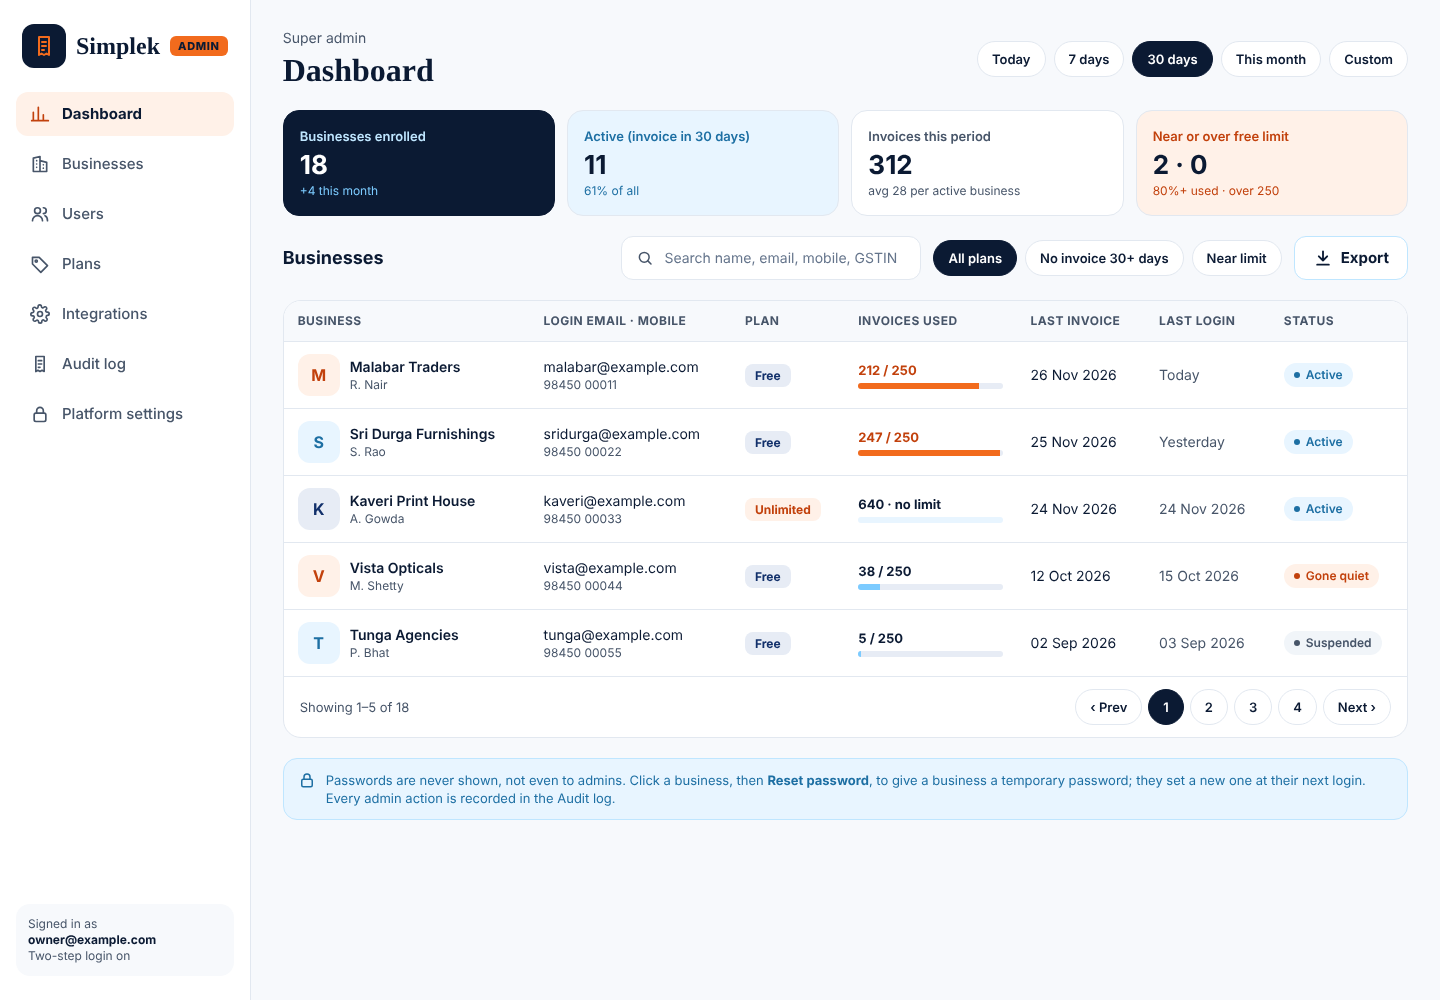 Simplek ADMIN
Dashboard
Businesses
Users
Plans
Integrations
Audit log
Platform settings
Signed in as
owner@example.com
Two-step login on
Super admin
Dashboard
Today 7 days 30 days This month Custom
Businesses enrolled
18
+4 this month
Active (invoice in 30 days)
11
61% of all
Invoices this period
312
avg 28 per active business
Near or over free limit
2 · 0
80%+ used · over 250
Businesses
Search name, email, mobile, GSTIN
All plans No invoice 30+ days Near limit Export
BUSINESS LOGIN EMAIL · MOBILE PLAN INVOICES USED LAST INVOICE LAST LOGIN STATUS
M Malabar Traders malabar@example.com Free 212 / 250 26 Nov 2026 Today Active
R. Nair 98450 00011
S Sri Durga Furnishings sridurga@example.com Free 247 / 250 25 Nov 2026 Yesterday Active
S. Rao 98450 00022
K Kaveri Print House kaveri@example.com Unlimited 640 · no limit 24 Nov 2026 24 Nov 2026 Active
A. Gowda 98450 00033
V Vista Opticals vista@example.com Free 38 / 250 12 Oct 2026 15 Oct 2026 Gone quiet
M. Shetty 98450 00044
T Tunga Agencies tunga@example.com Free 5 / 250 02 Sep 2026 03 Sep 2026 Suspended
P. Bhat 98450 00055
Showing 1–5 of 18
‹ Prev 1 2 3 4 Next ›
Passwords are never shown, not even to admins. Click a business, then Reset password, to give a business a temporary password; they set a new one at their next login.
Every admin action is recorded in the Audit log.